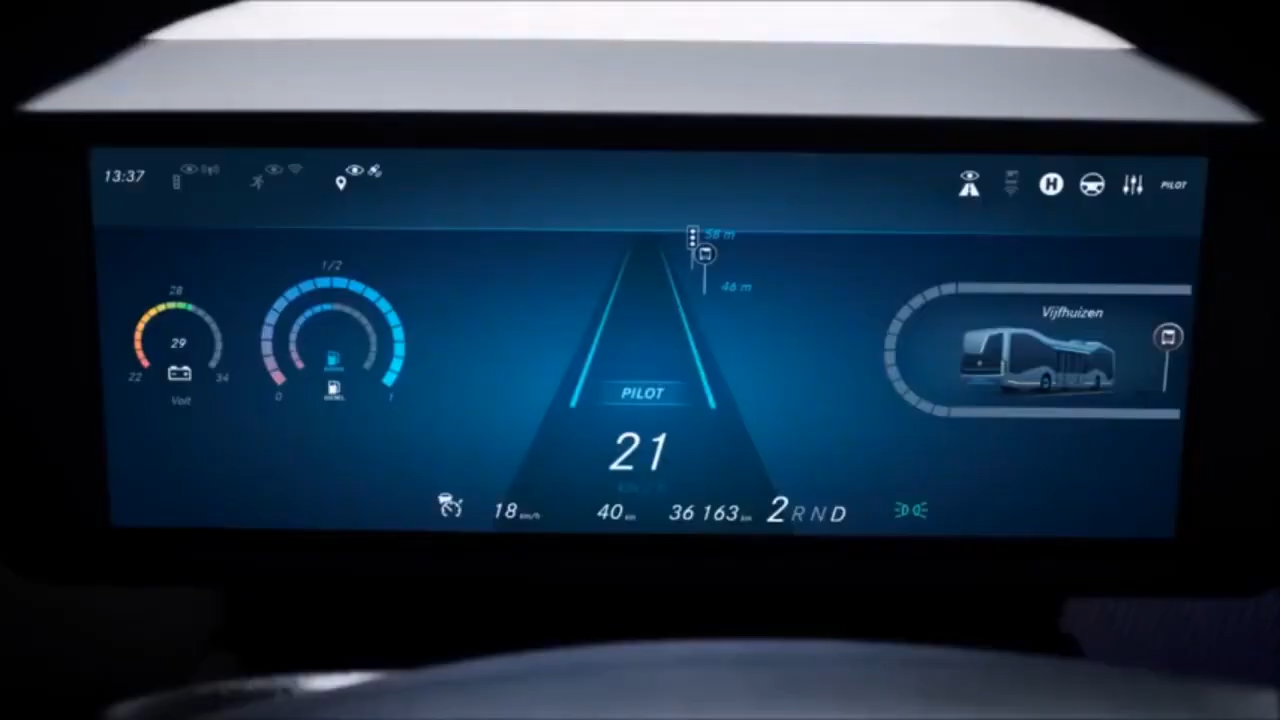 13:37
H
PILOT
58 m
46 m
28
29
22
34
Volt
1/2
0
1
Vijfhuizen
PILOT
21
18 km/h
40 km
36 163 km
2 R N D